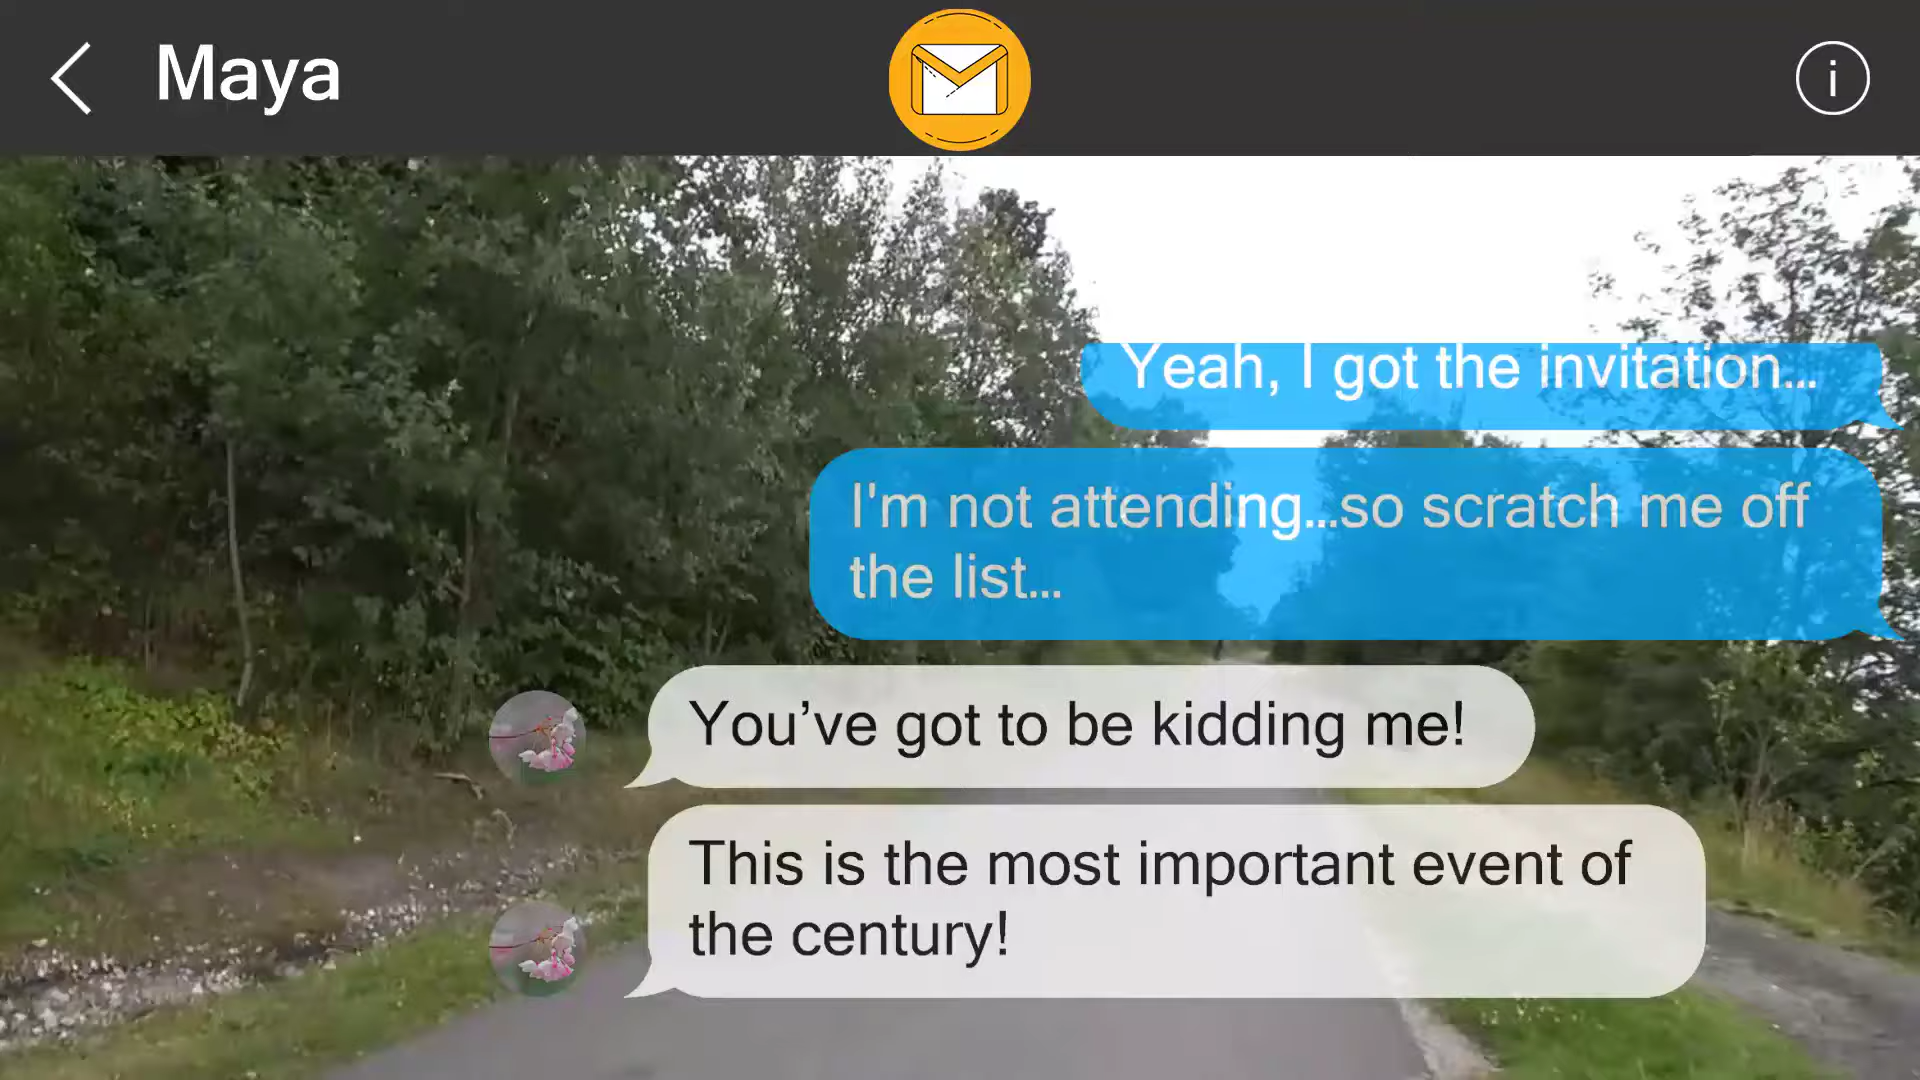 Maya
i
Yeah, I got the invitation...
I'm not attending...so scratch me off
the list...
You’ve got to be kidding me!
This is the most important event of
the century!